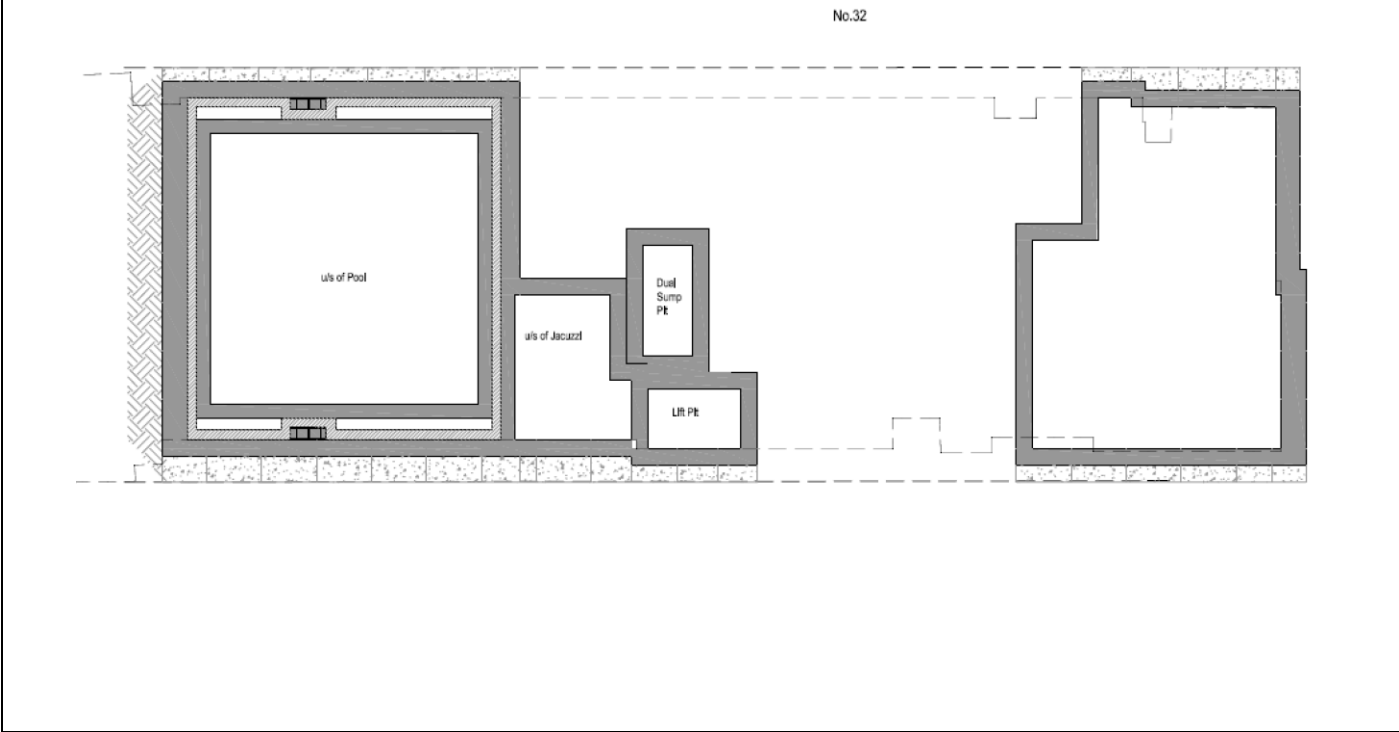 No.32
u/s of Pool
Dual
Sump
Pit
u/s of Jacuzzi
Lift Pit